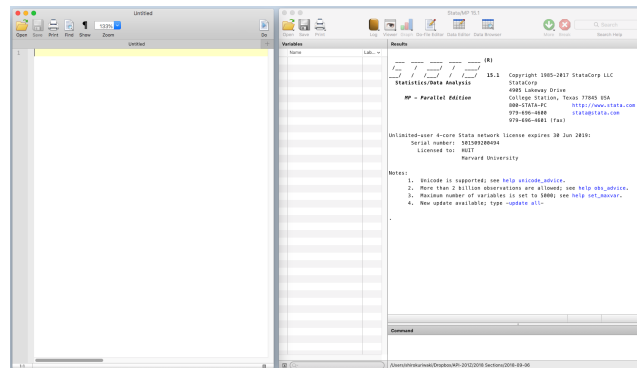 Untitled
133%
Open Save Print Find Show Zoom Do
Untitled
1
Stata/MP 15.1
Open Save Print Log Viewer Graph Do-File Editor Data Editor Data Browser More Break Search Help
Search
Variables
Name Lab...
Results
(R)
15.1 Copyright 1985-2017 StataCorp LLC
Statistics/Data Analysis StataCorp
4905 Lakeway Drive
MP - Parallel Edition College Station, Texas 77845 USA
800-STATA-PC http://www.stata.com
979-696-4600 stata@stata.com
979-696-4601 (fax)
Unlimited-user 4-core Stata network license expires 30 Jun 2019:
Serial number: 501509208494
Licensed to: HUIT
Harvard University
Notes:
1. Unicode is supported; see help unicode_advice.
2. More than 2 billion observations are allowed; see help obs_advice.
3. Maximum number of variables is set to 5000; see help set_maxvar.
4. New update available; type -update all-
.
Command
/Users/shirokuriwaki/Dropbox/API-201Z/2018 Sections/2018-09-06